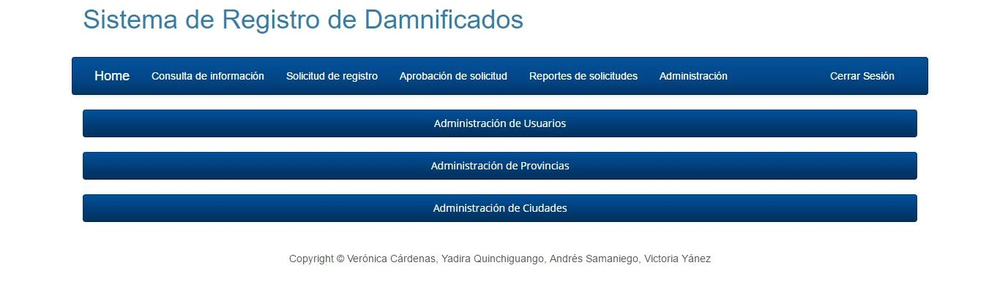 Sistema de Registro de Damnificados
Home Consulta de información Solicitud de registro Aprobación de solicitud Reportes de solicitudes Administración Cerrar Sesión
Administración de Usuarios
Administración de Provincias
Administración de Ciudades
Copyright © Verónica Cárdenas, Yadira Quinchiguango, Andrés Samaniego, Victoria Yánez